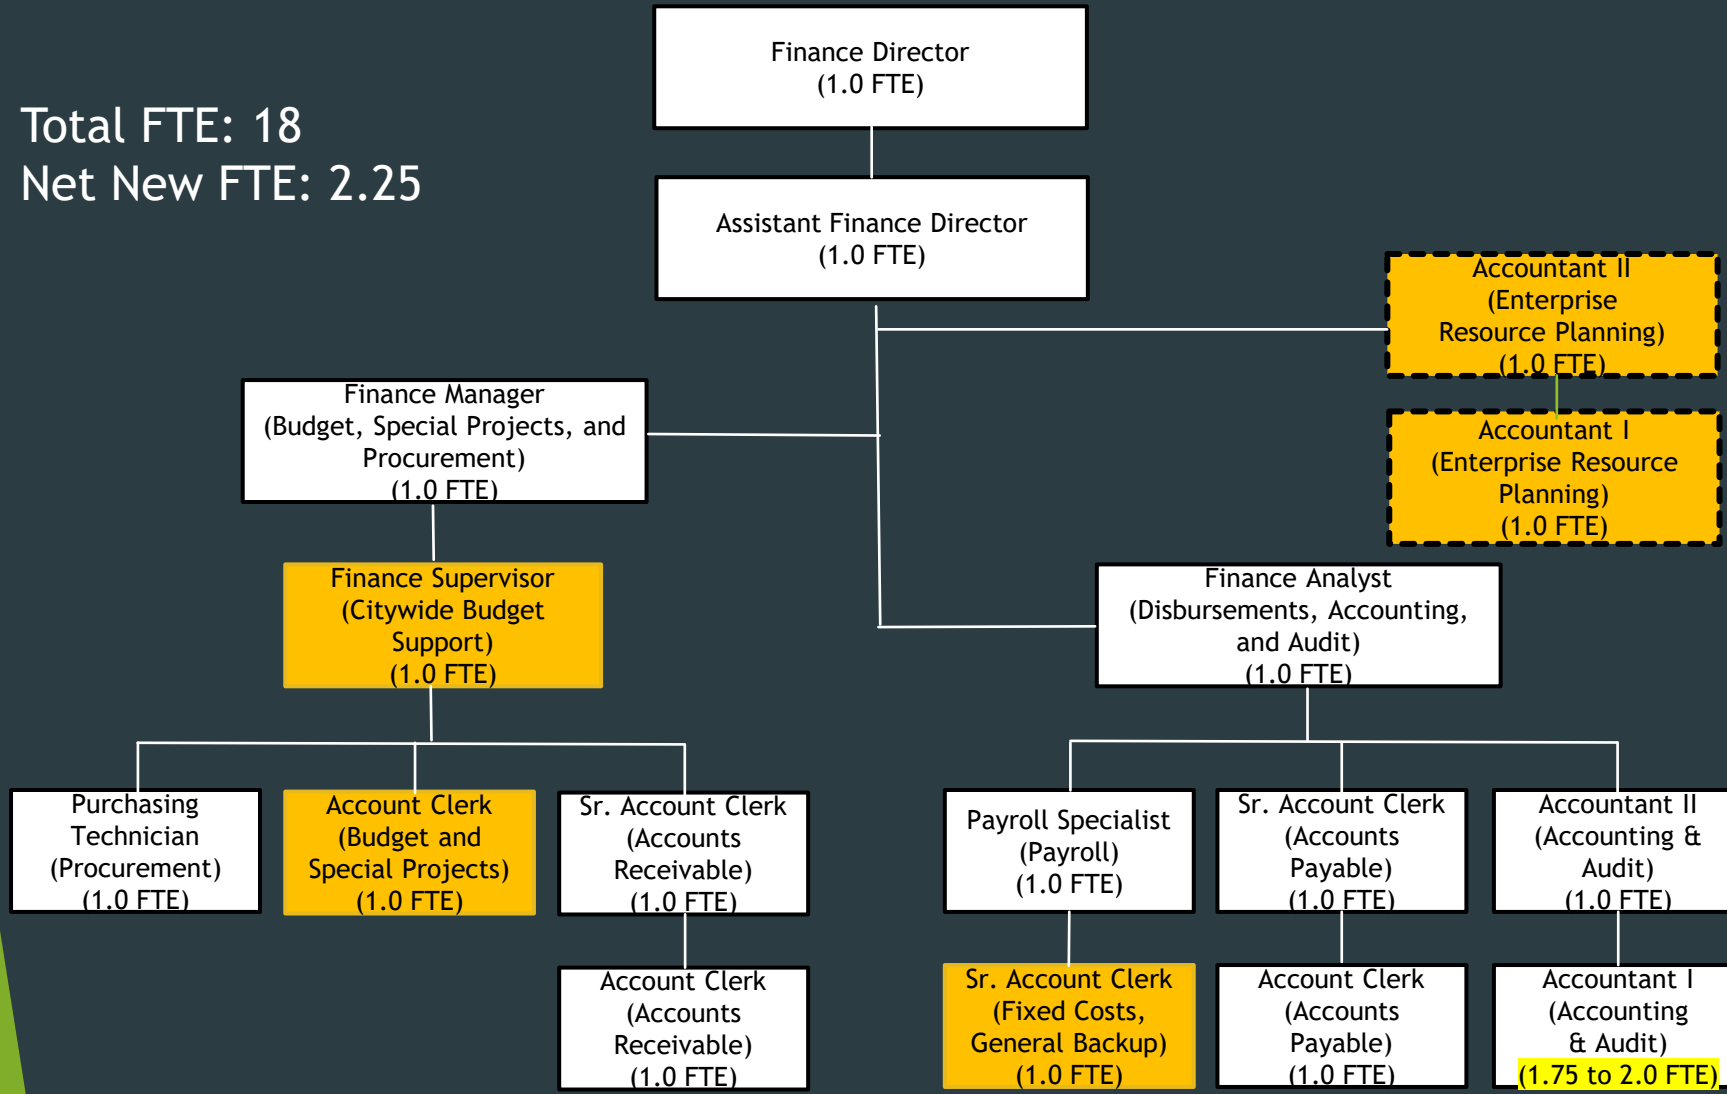 Finance Director
(1.0 FTE)
Total FTE: 18
Net New FTE: 2.25
Assistant Finance Director
(1.0 FTE)
Accountant II
(Enterprise
Resource Planning)
(1.0 FTE)
Finance Manager
(Budget, Special Projects, and
Procurement)
(1.0 FTE)
Accountant I
(Enterprise Resource
Planning)
(1.0 FTE)
Finance Supervisor
(Citywide Budget
Support)
(1.0 FTE)
Finance Analyst
(Disbursements, Accounting,
and Audit)
(1.0 FTE)
Purchasing
Technician
(Procurement)
(1.0 FTE)
Account Clerk
(Budget and
Special Projects)
(1.0 FTE)
Sr. Account Clerk
(Accounts
Receivable)
(1.0 FTE)
Payroll Specialist
(Payroll)
(1.0 FTE)
Sr. Account Clerk
(Accounts
Payable)
(1.0 FTE)
Accountant II
(Accounting &
Audit)
(1.0 FTE)
Account Clerk
(Accounts
Receivable)
(1.0 FTE)
Sr. Account Clerk
(Fixed Costs,
General Backup)
(1.0 FTE)
Account Clerk
(Accounts
Payable)
(1.0 FTE)
Accountant I
(Accounting
& Audit)
(1.75 to 2.0 FTE)